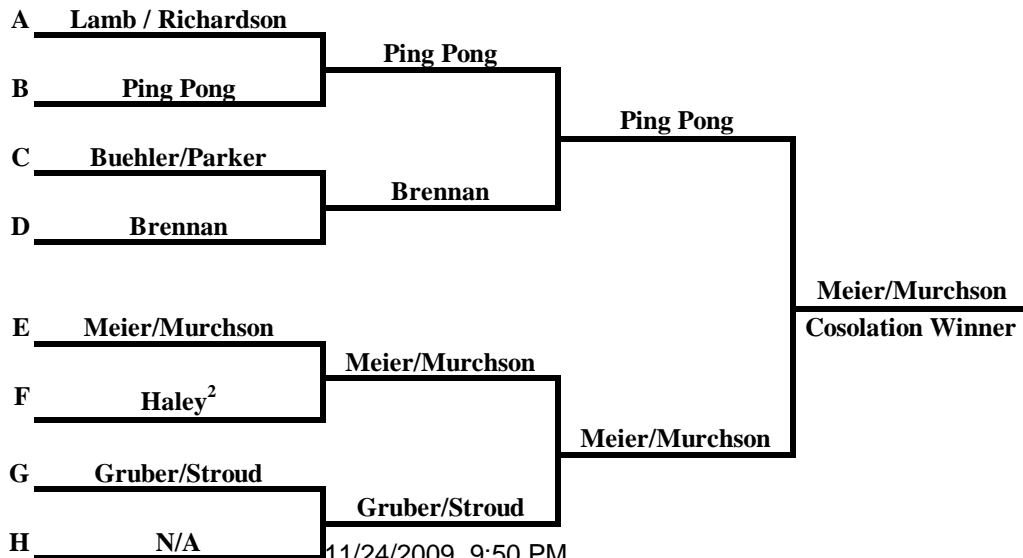 A Lamb / Richardson
Ping Pong
B Ping Pong
Ping Pong
C Buehler/Parker
Brennan
D Brennan
Meier/Murchson
Cosolation Winner
E Meier/Murchson
Meier/Murchson
F Haley²
Meier/Murchson
G Gruber/Stroud
Gruber/Stroud
H N/A
11/24/2009 9:50 PM